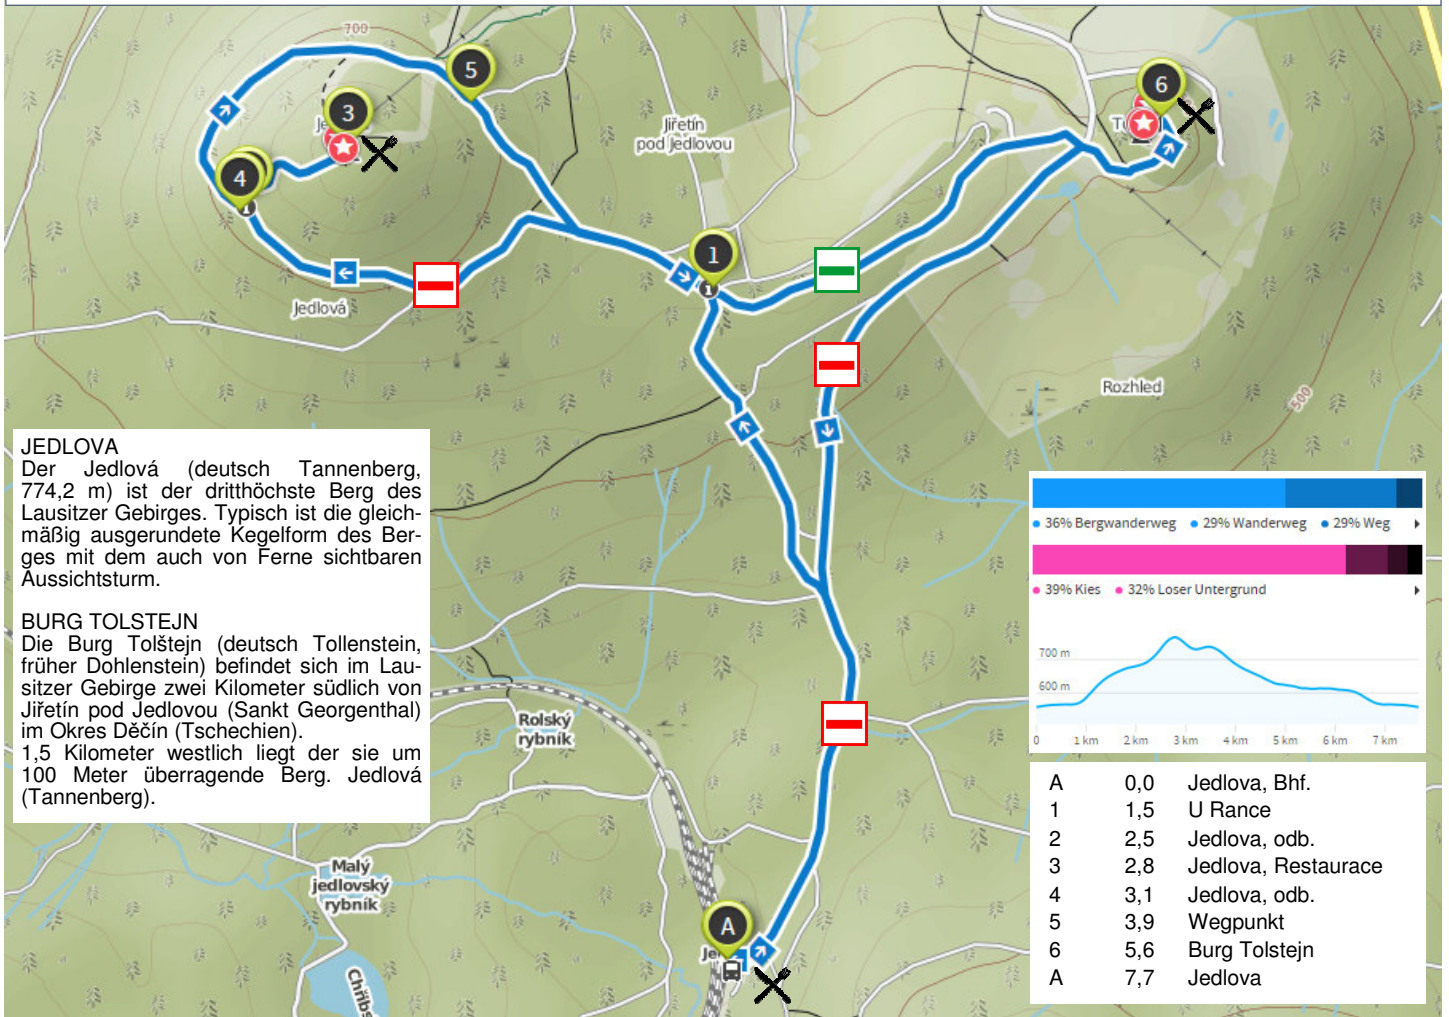 700
5
3
6
Jiřetín
pod Jedlovou
4
1
Jedlová
Rozhled
500
JEDLOVA
Der Jedlová (deutsch Tannenberg,
774,2 m) ist der dritthöchste Berg des
Lausitzer Gebirges. Typisch ist die gleich-
mäßig ausgerundete Kegelform des Ber-
ges mit dem auch von Ferne sichtbaren
Aussichtsturm.
BURG TOLSTEJN
Die Burg Tolštejn (deutsch Tollenstein,
früher Dohlenstein) befindet sich im Lau-
sitzer Gebirge zwei Kilometer südlich von
Jiřetín pod Jedlovou (Sankt Georgenthal)
im Okres Děčín (Tschechien).
1,5 Kilometer westlich liegt der sie um
100 Meter überragende Berg. Jedlová
(Tannenberg).
Rolský
rybník
Malý
jedlovský
rybník
Chřibs
A
Je
36% Bergwanderweg 29% Wanderweg 29% Weg
39% Kies 32% Loser Untergrund
700 m
600 m
0 1 km 2 km 3 km 4 km 5 km 6 km 7 km
A 0,0 Jedlova, Bhf.
1 1,5 U Rance
2 2,5 Jedlova, odb.
3 2,8 Jedlova, Restaurace
4 3,1 Jedlova, odb.
5 3,9 Wegpunkt
6 5,6 Burg Tolstejn
A 7,7 Jedlova